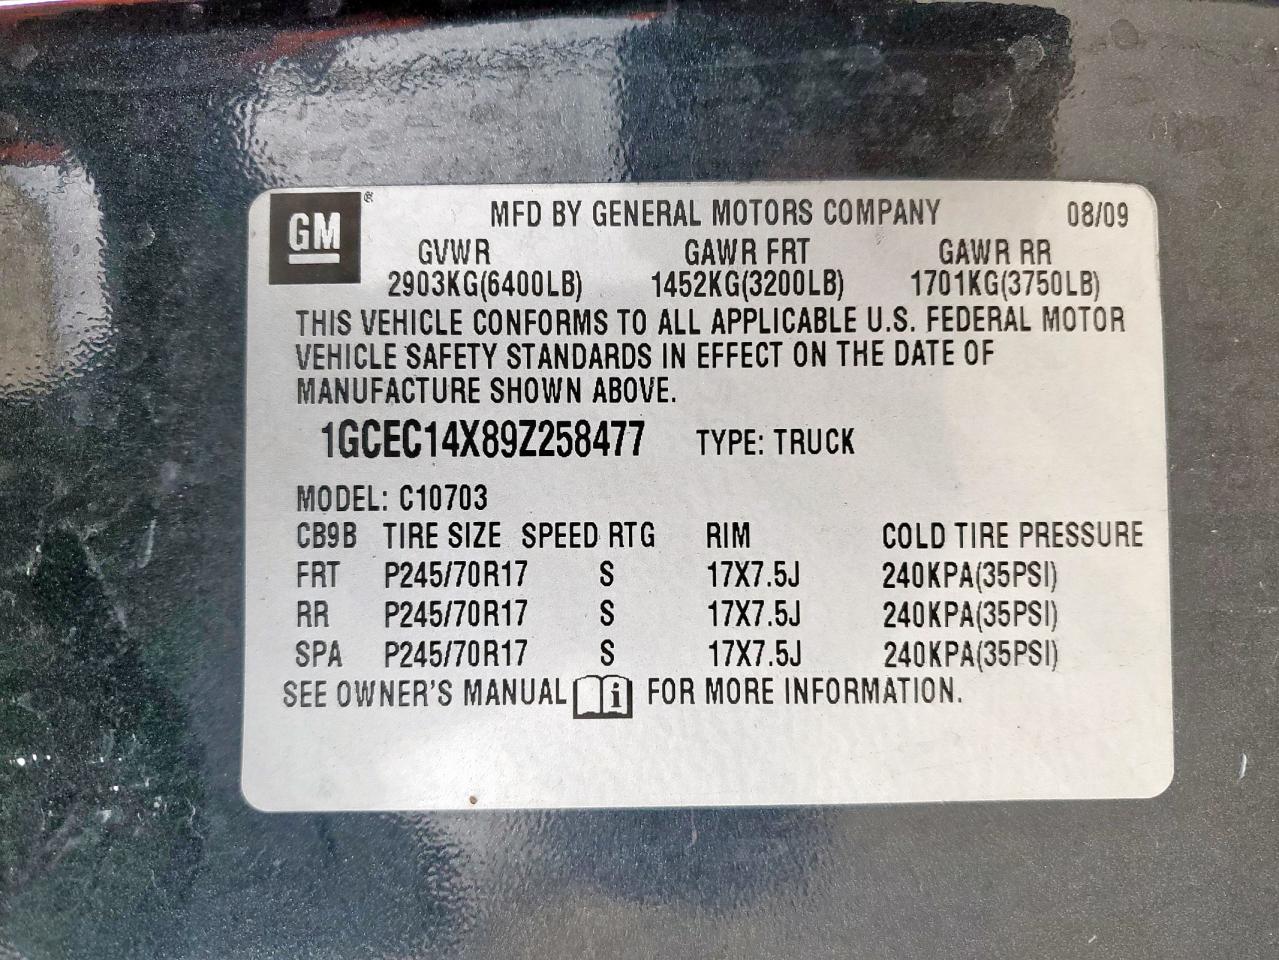 GM ® MFD BY GENERAL MOTORS COMPANY 08/09
GVWR GAWR FRT GAWR RR
2903KG(6400LB) 1452KG(3200LB) 1701KG(3750LB)
THIS VEHICLE CONFORMS TO ALL APPLICABLE U.S. FEDERAL MOTOR
VEHICLE SAFETY STANDARDS IN EFFECT ON THE DATE OF
MANUFACTURE SHOWN ABOVE.
1GCEC14X89Z258477 TYPE: TRUCK
MODEL: C10703
CB9B TIRE SIZE SPEED RTG RIM COLD TIRE PRESSURE
FRT P245/70R17 S 17X7.5J 240KPA(35PSI)
RR P245/70R17 S 17X7.5J 240KPA(35PSI)
SPA P245/70R17 S 17X7.5J 240KPA(35PSI)
SEE OWNER'S MANUAL i FOR MORE INFORMATION.